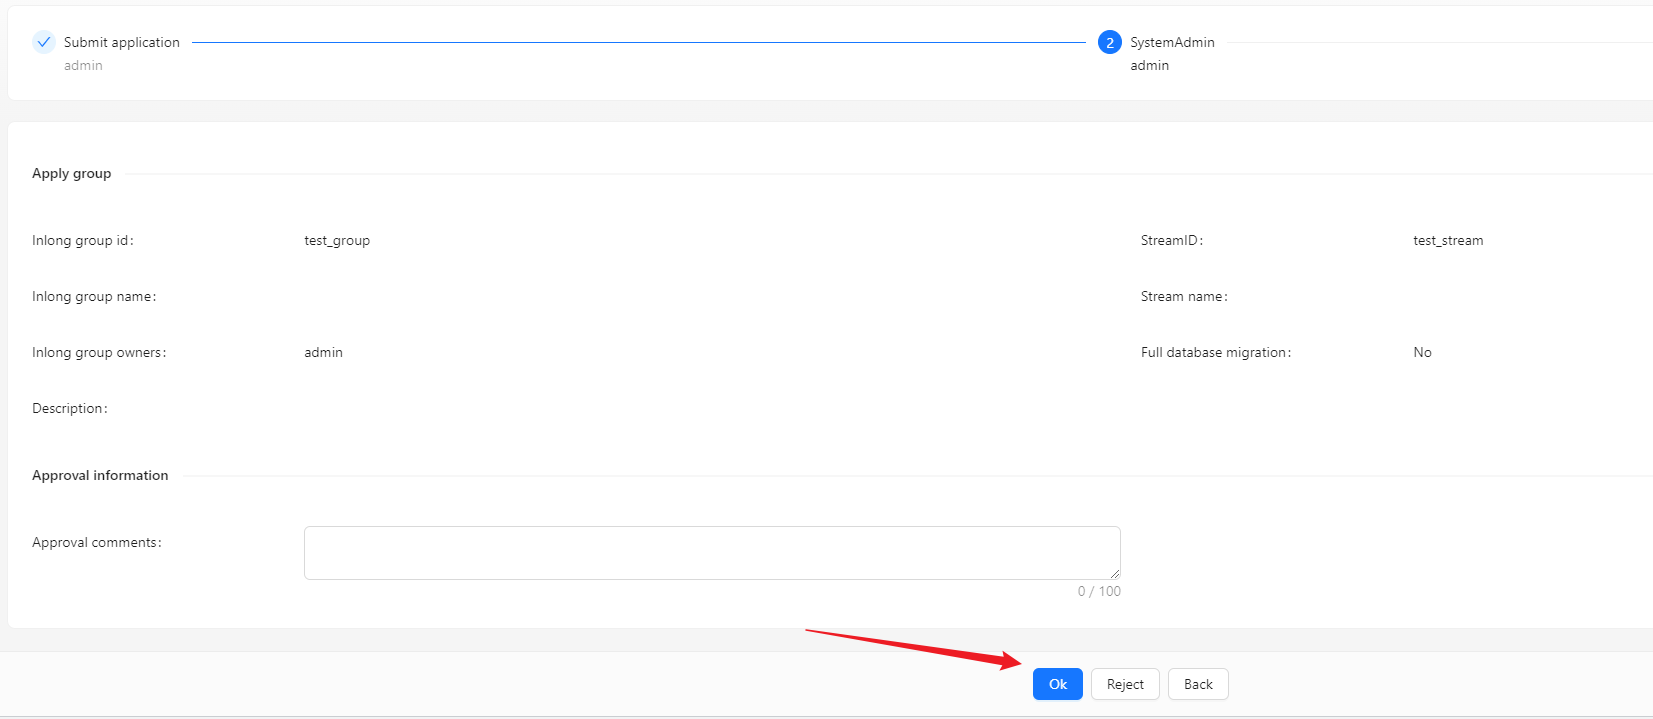 Submit application
admin
2 SystemAdmin
admin
Apply group
Inlong group id: test_group
StreamID: test_stream
Inlong group name:
Stream name:
Inlong group owners: admin
Full database migration: No
Description:
Approval information
Approval comments:
0 / 100
Ok Reject Back